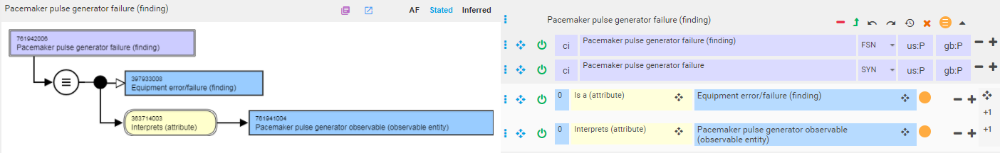 Pacemaker pulse generator failure (finding)
AF Stated Inferred
761942006
Pacemaker pulse generator failure (finding)
397933008
Equipment error/failure (finding)
363714003
Interprets (attribute)
761941004
Pacemaker pulse generator observable (observable entity)
Pacemaker pulse generator failure (finding)
ci Pacemaker pulse generator failure (finding) FSN us:P gb:P
ci Pacemaker pulse generator failure SYN us:P gb:P
0 Is a (attribute) Equipment error/failure (finding)
+1
0 Interprets (attribute) Pacemaker pulse generator observable +1
(observable entity)